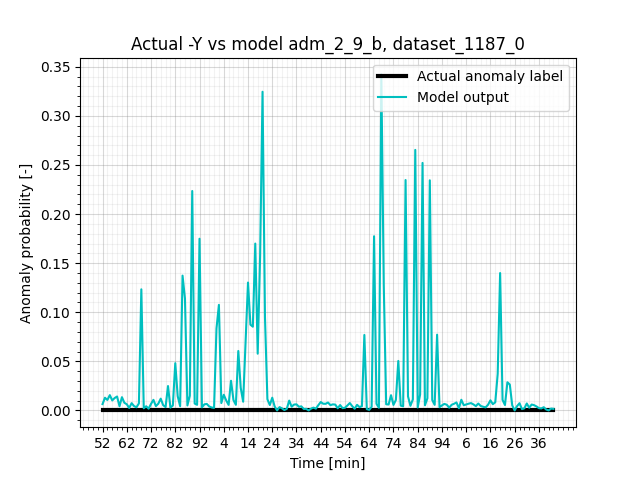 Actual -Y vs model adm_2_9_b, dataset_1187_0
Actual anomaly label
Model output
Anomaly probability [-]
0.35
0.30
0.25
0.20
0.15
0.10
0.05
0.00
52 62 72 82 92 4 14 24 34 44 54 64 74 84 94 6 16 26 36
Time [min]